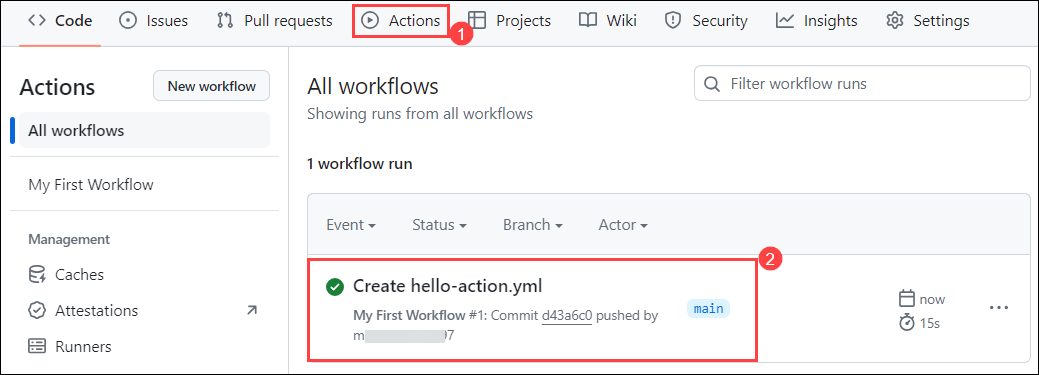 Code Issues Pull requests Actions Projects Wiki Security Insights Settings
1
Actions New workflow
All workflows
My First Workflow
Management
Caches
Attestations
Runners
All workflows
Filter workflow runs
Showing runs from all workflows
1 workflow run
Event Status Branch Actor
2
Create hello-action.yml
My First Workflow #1: Commit d43a6c0 pushed by
main
now
15s